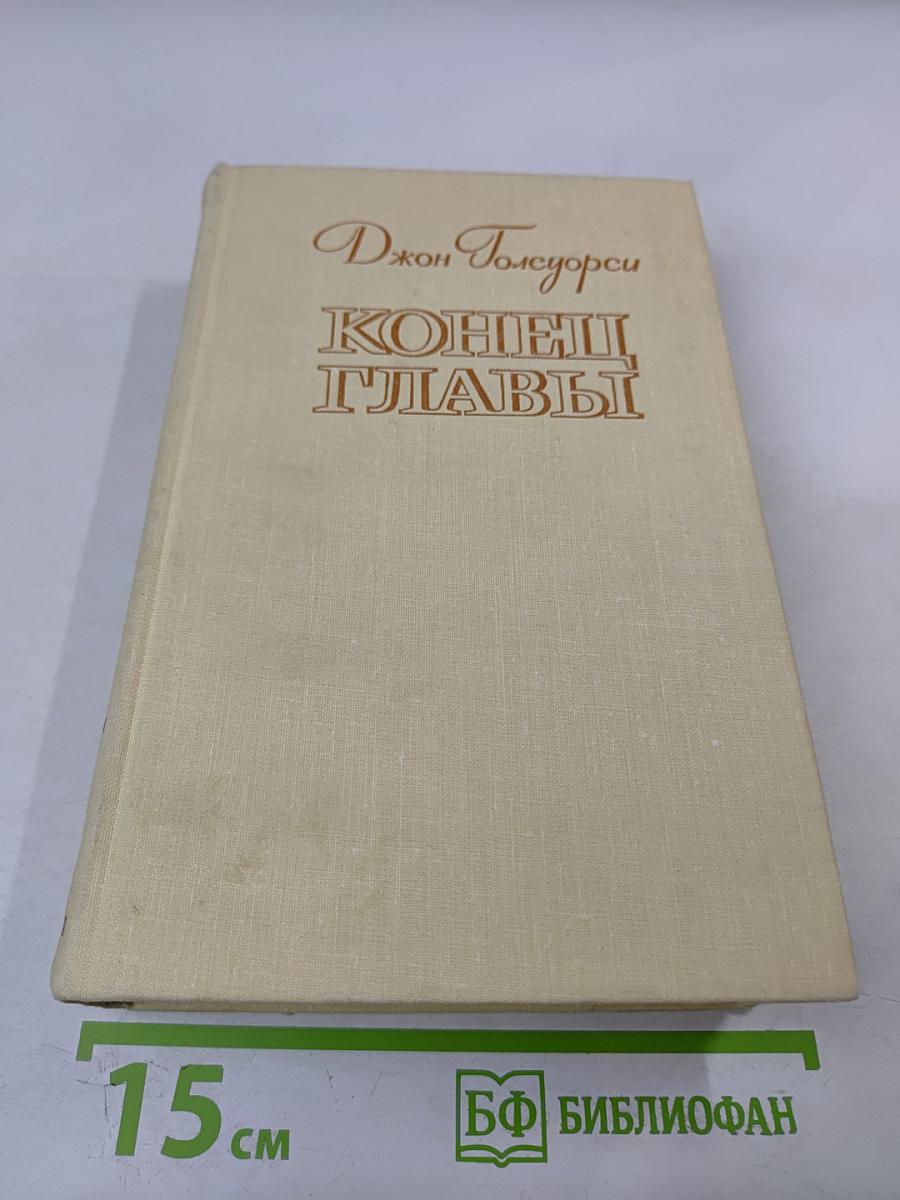 Джон Голсуорси
КОНЕЦ
ГЛАВЫ
15 см
БФ БИБЛИОФАН